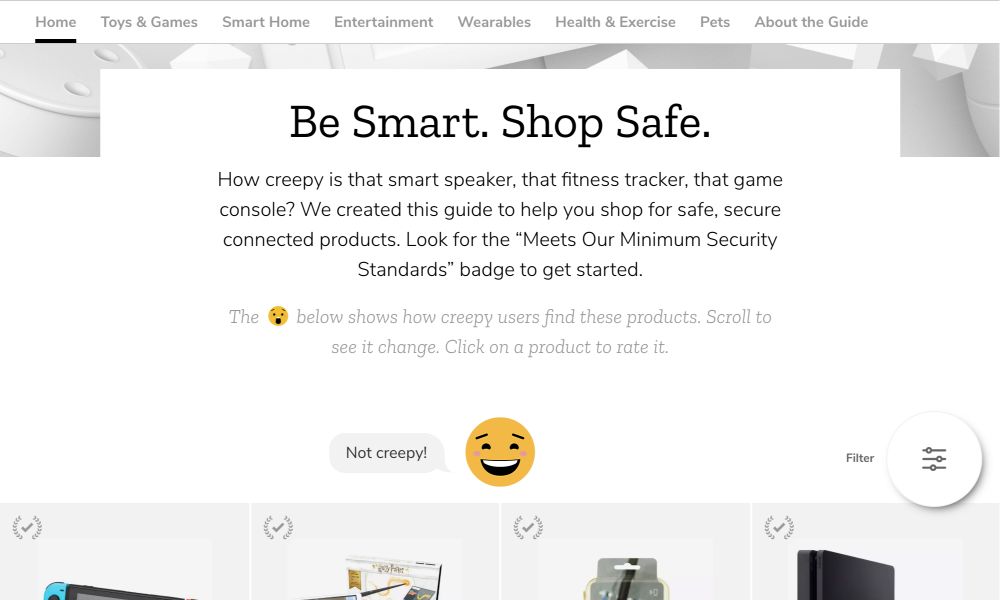 Home Toys & Games Smart Home Entertainment Wearables Health & Exercise Pets About the Guide
Be Smart. Shop Safe.
How creepy is that smart speaker, that fitness tracker, that game
console? We created this guide to help you shop for safe, secure
connected products. Look for the “Meets Our Minimum Security
Standards” badge to get started.
The 😮 below shows how creepy users find these products. Scroll to
see it change. Click on a product to rate it.
Not creepy!
Filter
Harry Potter